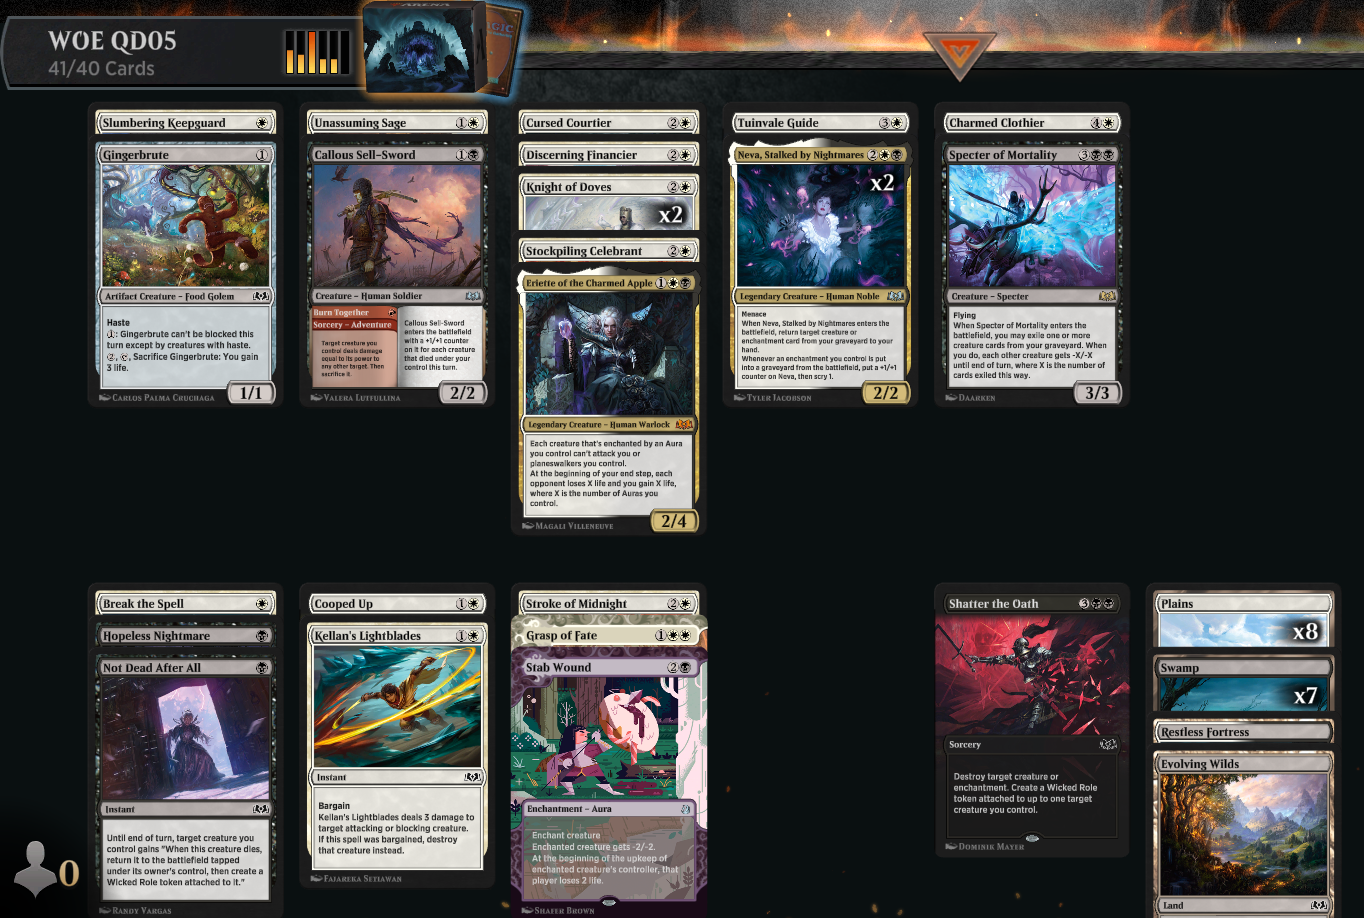 WOE QD05
41/40 Cards
Slumbering Keepguard
Gingerbrute 1
Artifact Creature – Food Golem
Haste
1: Gingerbrute can't be blocked this
turn except by creatures with haste.
2, , Sacrifice Gingerbrute: You gain
3 life.
1/1
Carlos Palma Cruchaga
Unassuming Sage 1
Callous Sell-Sword 1
Creature – Human Soldier
Burn Together
Sorcery – Adventure
Target creature you
control deals damage
equal to its power to
any other target. Then
sacrifice it.
Callous Sell-Sword
enters the battlefield
with a +1/+1 counter
on it for each creature
that died under your
control this turn.
2/2
Valera Lutfullina
Cursed Courtier 2
Discerning Financier 2
Knight of Doves 2
x2
Stockpiling Celebrant 2
Eriette of the Charmed Apple 1
Legendary Creature – Human Warlock
Each creature that's enchanted by an Aura
you control can't attack you or
planeswalkers you control.
At the beginning of your end step, each
opponent loses X life and you gain X life,
where X is the number of Auras you
control.
2/4
Magali Villeneuve
Tuinvale Guide 3
Neva, Stalked by Nightmares 2
x2
Legendary Creature – Human Noble
Menace
When Neva, Stalked by Nightmares enters the
battlefield, return target creature or
enchantment card from your graveyard to your
hand.
Whenever an enchantment you control is put
into a graveyard from the battlefield, put a +1/+1
counter on Neva, then scry 1.
2/2
Tyler Jacobson
Charmed Clothier 4
Specter of Mortality 3
Creature – Specter
Flying
When Specter of Mortality enters the
battlefield, you may exile one or more
creature cards from your graveyard. When
you do, each other creature gets -X/-X
until end of turn, where X is the number of
cards exiled this way.
3/3
Daarken
Break the Spell
Hopeless Nightmare
Not Dead After All
Instant
Until end of turn, target creature you
control gains "When this creature dies,
return it to the battlefield tapped
under its owner's control, then create a
Wicked Role token attached to it."
Randy Vargas
Cooped Up 1
Kellan's Lightblades 1
Instant
Bargain
Kellan's Lightblades deals 3 damage to
target attacking or blocking creature.
If this spell was bargained, destroy
that creature instead.
Fajareka Setiawan
Stroke of Midnight 2
Grasp of Fate 1
Stab Wound 2
Enchantment – Aura
Enchant creature
Enchanted creature gets -2/-2.
At the beginning of the upkeep of
enchanted creature's controller, that
player loses 2 life.
Shafer Brown
Shatter the Oath 3
Sorcery
Destroy target creature or
enchantment. Create a Wicked Role
token attached to up to one target
creature you control.
Dominik Mayer
Plains
x8
Swamp
x7
Restless Fortress
Evolving Wilds
Land
0